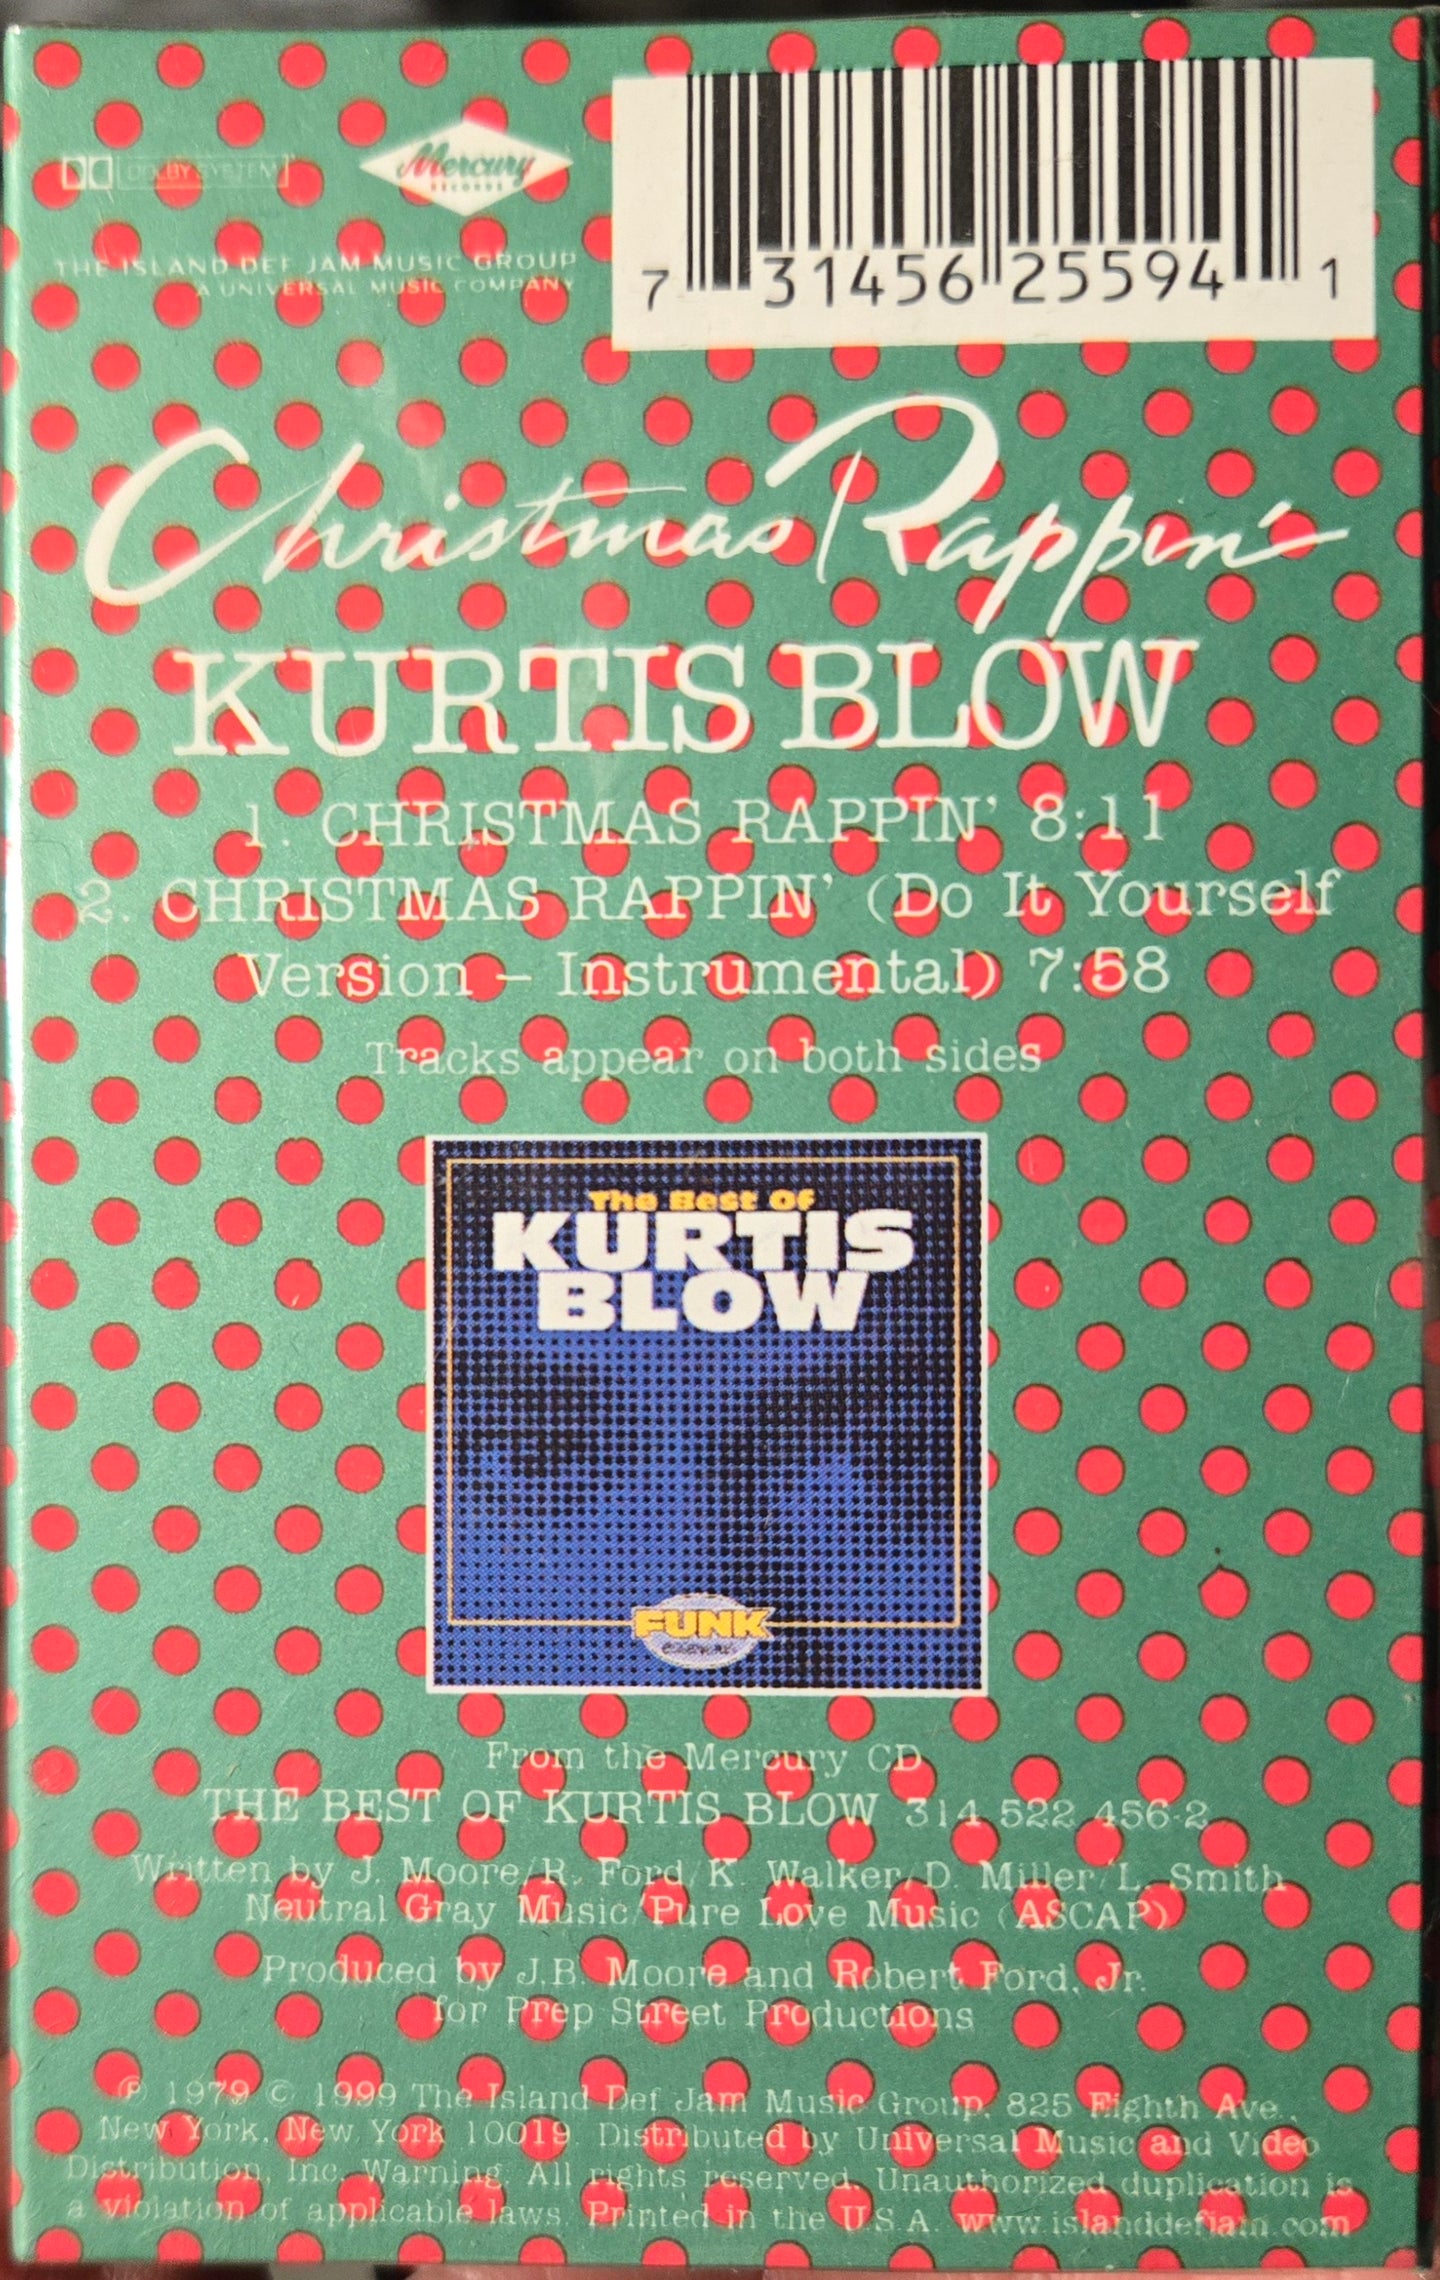 DOLBY SYSTEM
Mercury
RECORDS
THE ISLAND DEF JAM MUSIC GROUP
A UNIVERSAL MUSIC COMPANY
7 31456 25594 1
Christmas Rappin'
KURTIS BLOW
1. CHRISTMAS RAPPIN' 8:11
2. CHRISTMAS RAPPIN' (Do It Yourself
Version – Instrumental) 7:58
Tracks appear on both sides
The Best Of
KURTIS
BLOW
FUNK
From the Mercury CD
THE BEST OF KURTIS BLOW 314 522 456-2
Written by J. Moore/R. Ford/K. Walker/D. Miller/L. Smith
Neutral Gray Music/Pure Love Music (ASCAP)
Produced by J.B. Moore and Robert Ford, Jr.
for Prep Street Productions
℗ 1979 © 1999 The Island Def Jam Music Group, 825 Eighth Ave.,
New York, New York 10019. Distributed by Universal Music and Video
Distribution, Inc. Warning: All rights reserved. Unauthorized duplication is
a violation of applicable laws. Printed in the U.S.A. www.islanddefjam.com